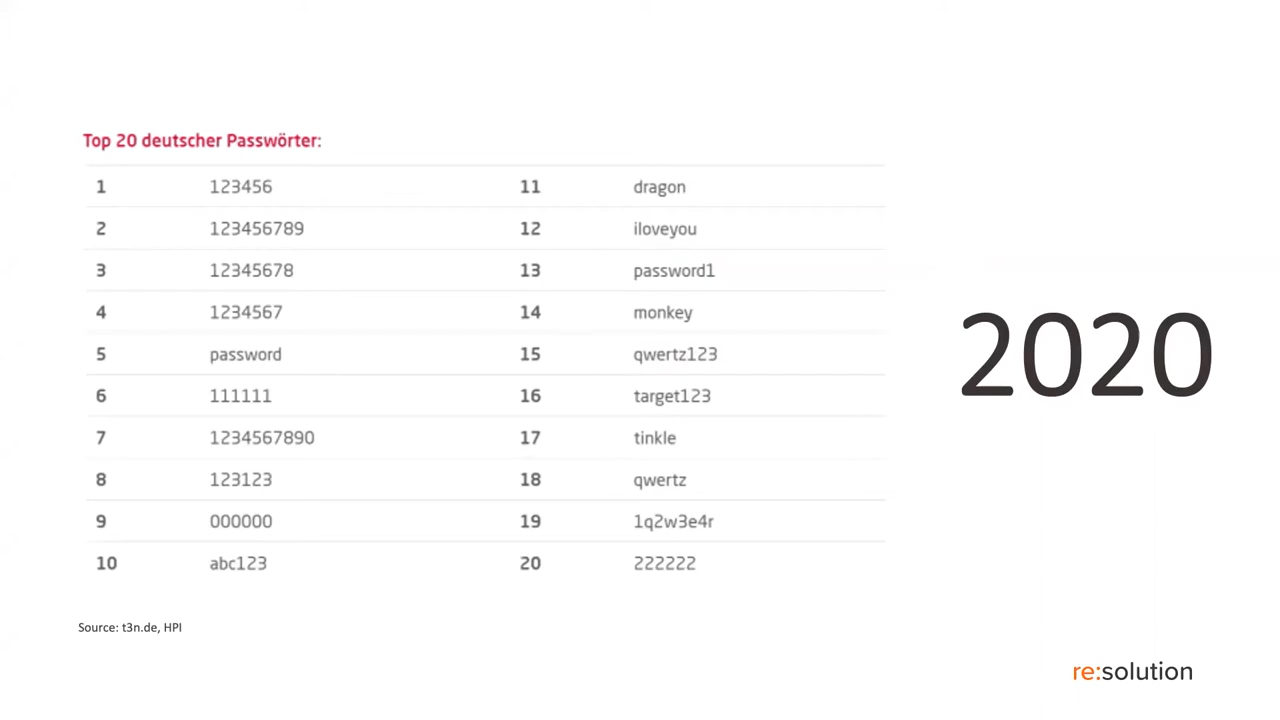 Top 20 deutscher Passwörter:
1 123456 11 dragon
2 123456789 12 iloveyou
3 12345678 13 password1
4 1234567 14 monkey
5 password 15 qwertz123
6 111111 16 target123
7 1234567890 17 tinkle
8 123123 18 qwertz
9 000000 19 1q2w3e4r
10 abc123 20 222222
2020
Source: t3n.de, HPI
re:solution